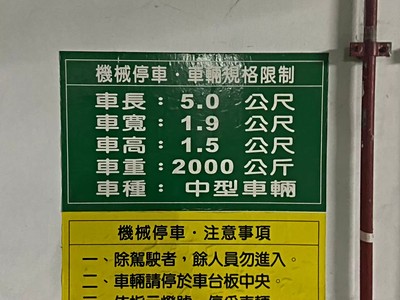 機械停車．車輛規格限制
車長：5.0 公尺
車寬：1.9 公尺
車高：1.5 公尺
車重：2000 公斤
車種：中型車輛
機械停車．注意事項
一、除駕駛者，餘人員勿進入。
二、車輛請停於車台板中央。